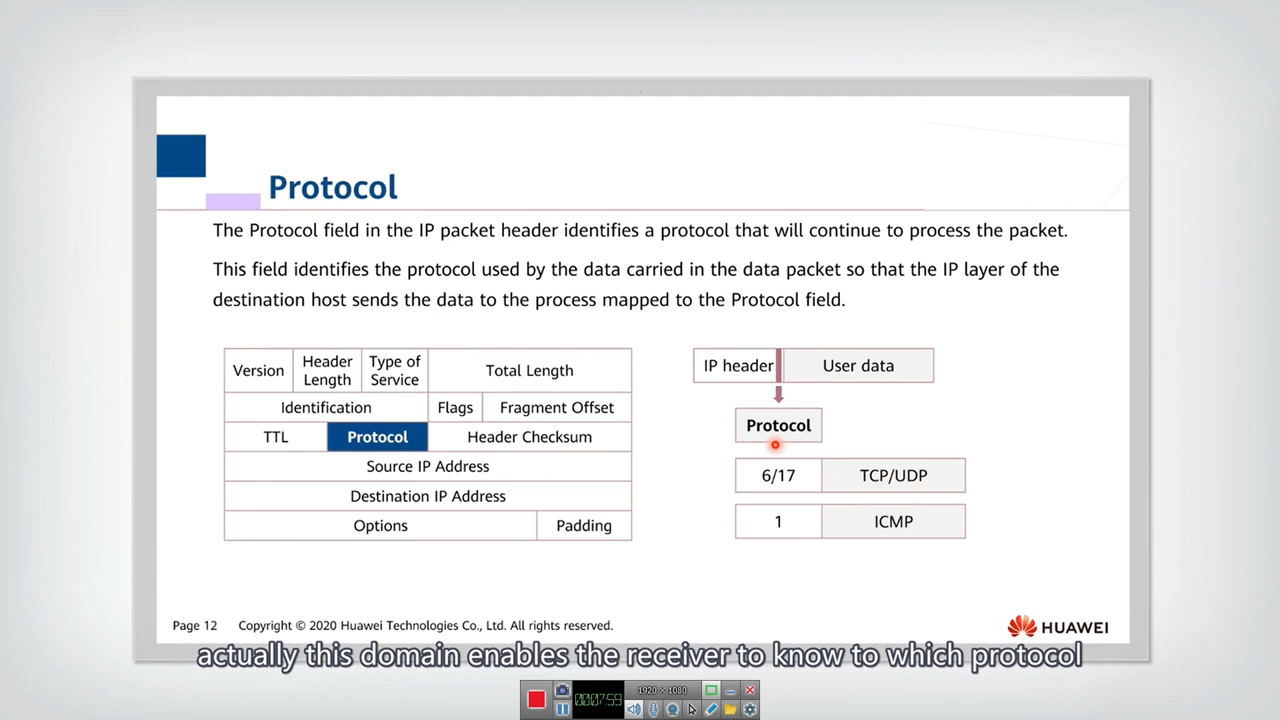 Protocol
The Protocol field in the IP packet header identifies a protocol that will continue to process the packet.
This field identifies the protocol used by the data carried in the data packet so that the IP layer of the
destination host sends the data to the process mapped to the Protocol field.
Version
Header
Length
Type of
Service
Total Length
Identification
Flags
Fragment Offset
TTL
Protocol
Header Checksum
Source IP Address
Destination IP Address
Options
Padding
IP header
User data
Protocol
6/17
TCP/UDP
1
ICMP
Page 12
Copyright © 2020 Huawei Technologies Co., Ltd. All rights reserved.
HUAWEI
actually this domain enables the receiver to know to which protocol
1920 × 1080
00:07:59